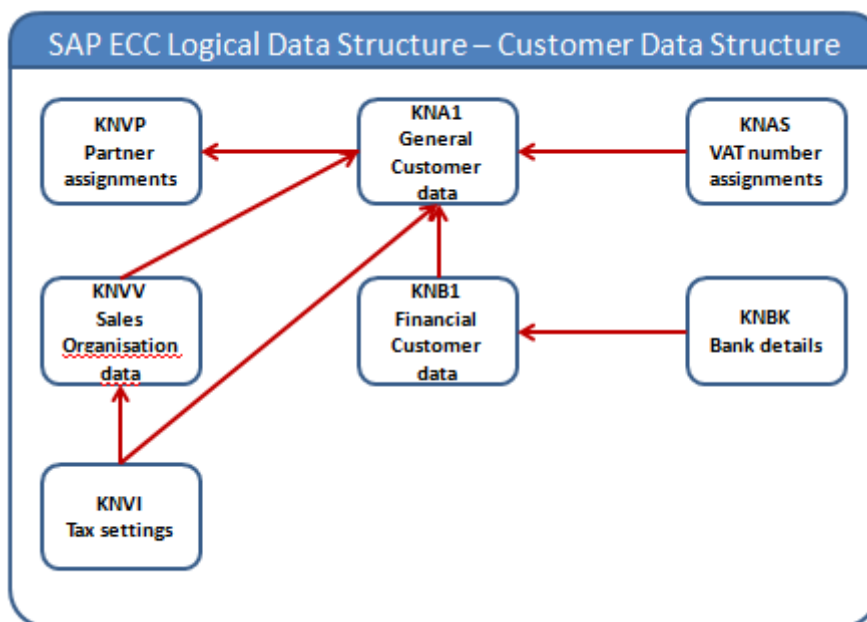 SAP ECC Logical Data Structure – Customer Data Structure
KNVP
Partner
assignments
KNA1
General
Customer
data
KNAS
VAT number
assignments
KNVV
Sales
Organisation
data
KNB1
Financial
Customer
data
KNBK
Bank details
KNVI
Tax settings